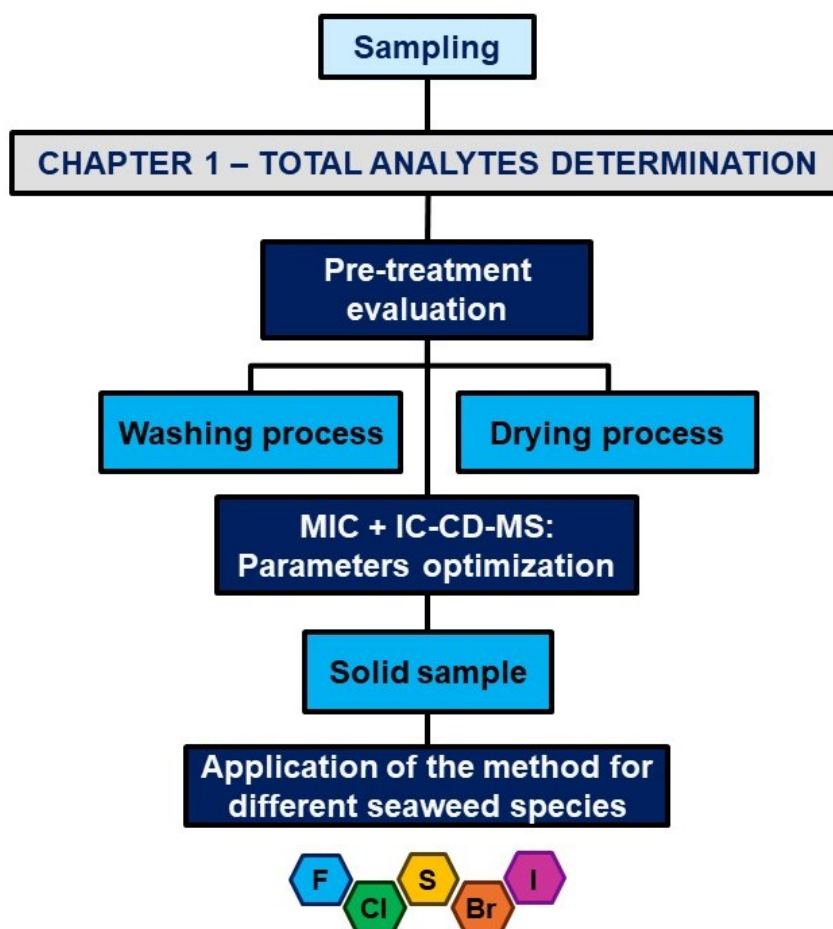 Sampling
CHAPTER 1 – TOTAL ANALYTES DETERMINATION
Pre-treatment
evaluation
Washing process
Drying process
MIC + IC-CD-MS:
Parameters optimization
Solid sample
Application of the method for
different seaweed species
F
Cl
S
Br
I